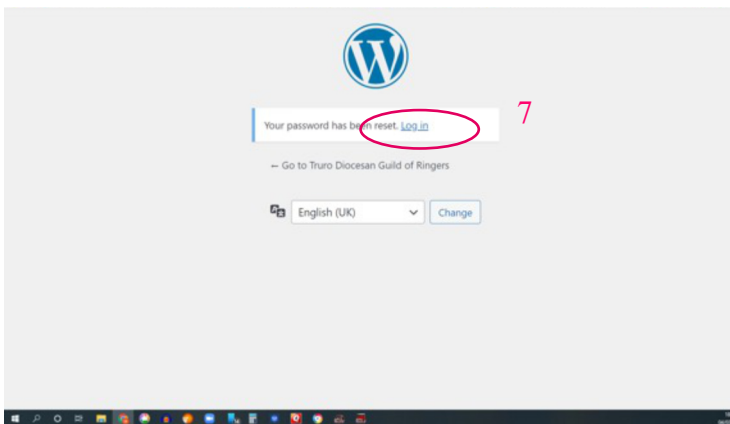 Your password has been reset. Log in
7
← Go to Truro Diocesan Guild of Ringers
English (UK)
Change